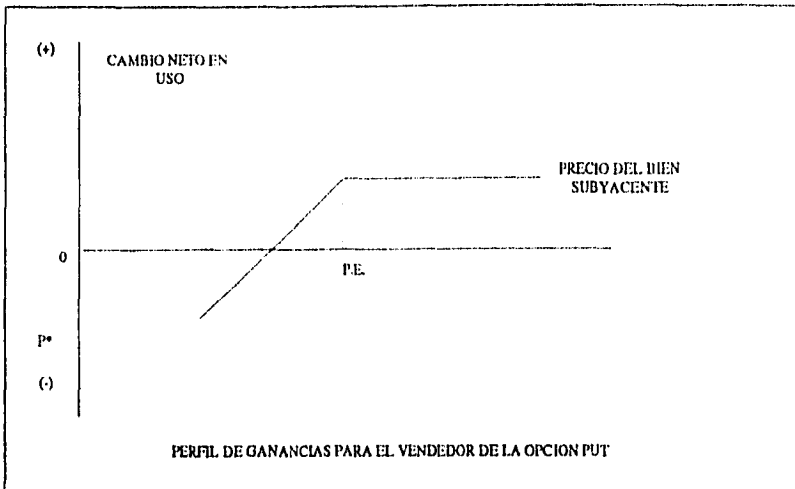 (+)
CAMBIO NETO EN
USO
PRECIO DEL BIEN
SUBYACENTE
0
P.E.
P*
(-)
PERFIL DE GANANCIAS PARA EL VENDEDOR DE LA OPCION PUT